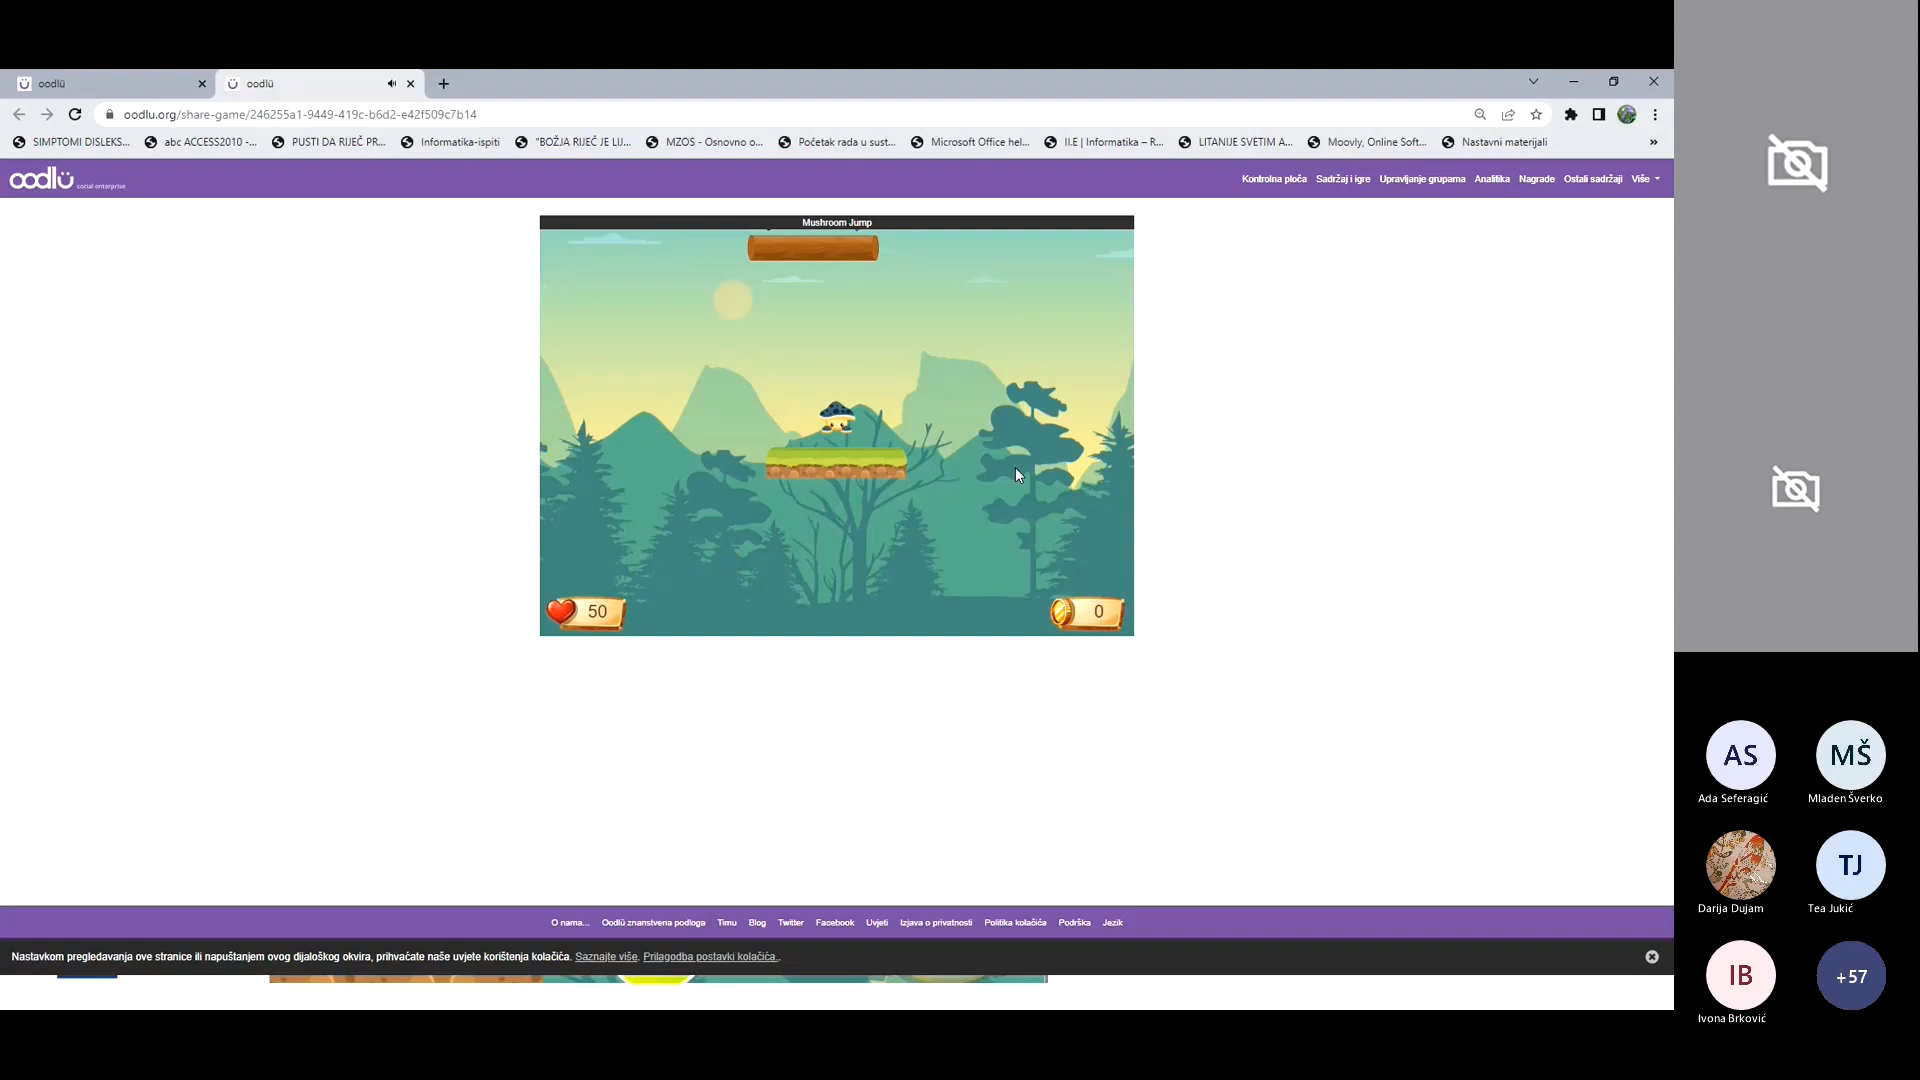 oodlü
oodlü
oodlu.org/share-game/246255a1-9449-419c-b6d2-e42f509c7b14
SIMPTOMI DISLEKS...
abc ACCESS2010 -...
PUSTI DA RIJEČ PR...
Informatika-ispiti
"BOŽJA RIJEČ JE LIJ...
MZOS - Osnovno o...
Početak rada u sust...
Microsoft Office hel...
II.E | Informatika – R...
LITANIJE SVETIM A...
Moovly, Online Soft...
Nastavni materijali
»
oodlü social enterprise
Kontrolna ploča
Sadržaj i igre
Upravljanje grupama
Analitika
Nagrade
Ostali sadržaji
Više
Mushroom Jump
50
0
O nama...
Oodlü znanstvena podloga
Timu
Blog
Twitter
Facebook
Uvjeti
Izjava o privatnosti
Politika kolačića
Podrška
Jezik
Nastavkom pregledavanja ove stranice ili napuštanjem ovog dijaloškog okvira, prihvaćate naše uvjete korištenja kolačića. Saznajte više. Prilagodba postavki kolačića..
AS
Ada Seferagić
MŠ
Mladen Šverko
Darija Dujam
TJ
Tea Jukić
IB
Ivona Brković
+57